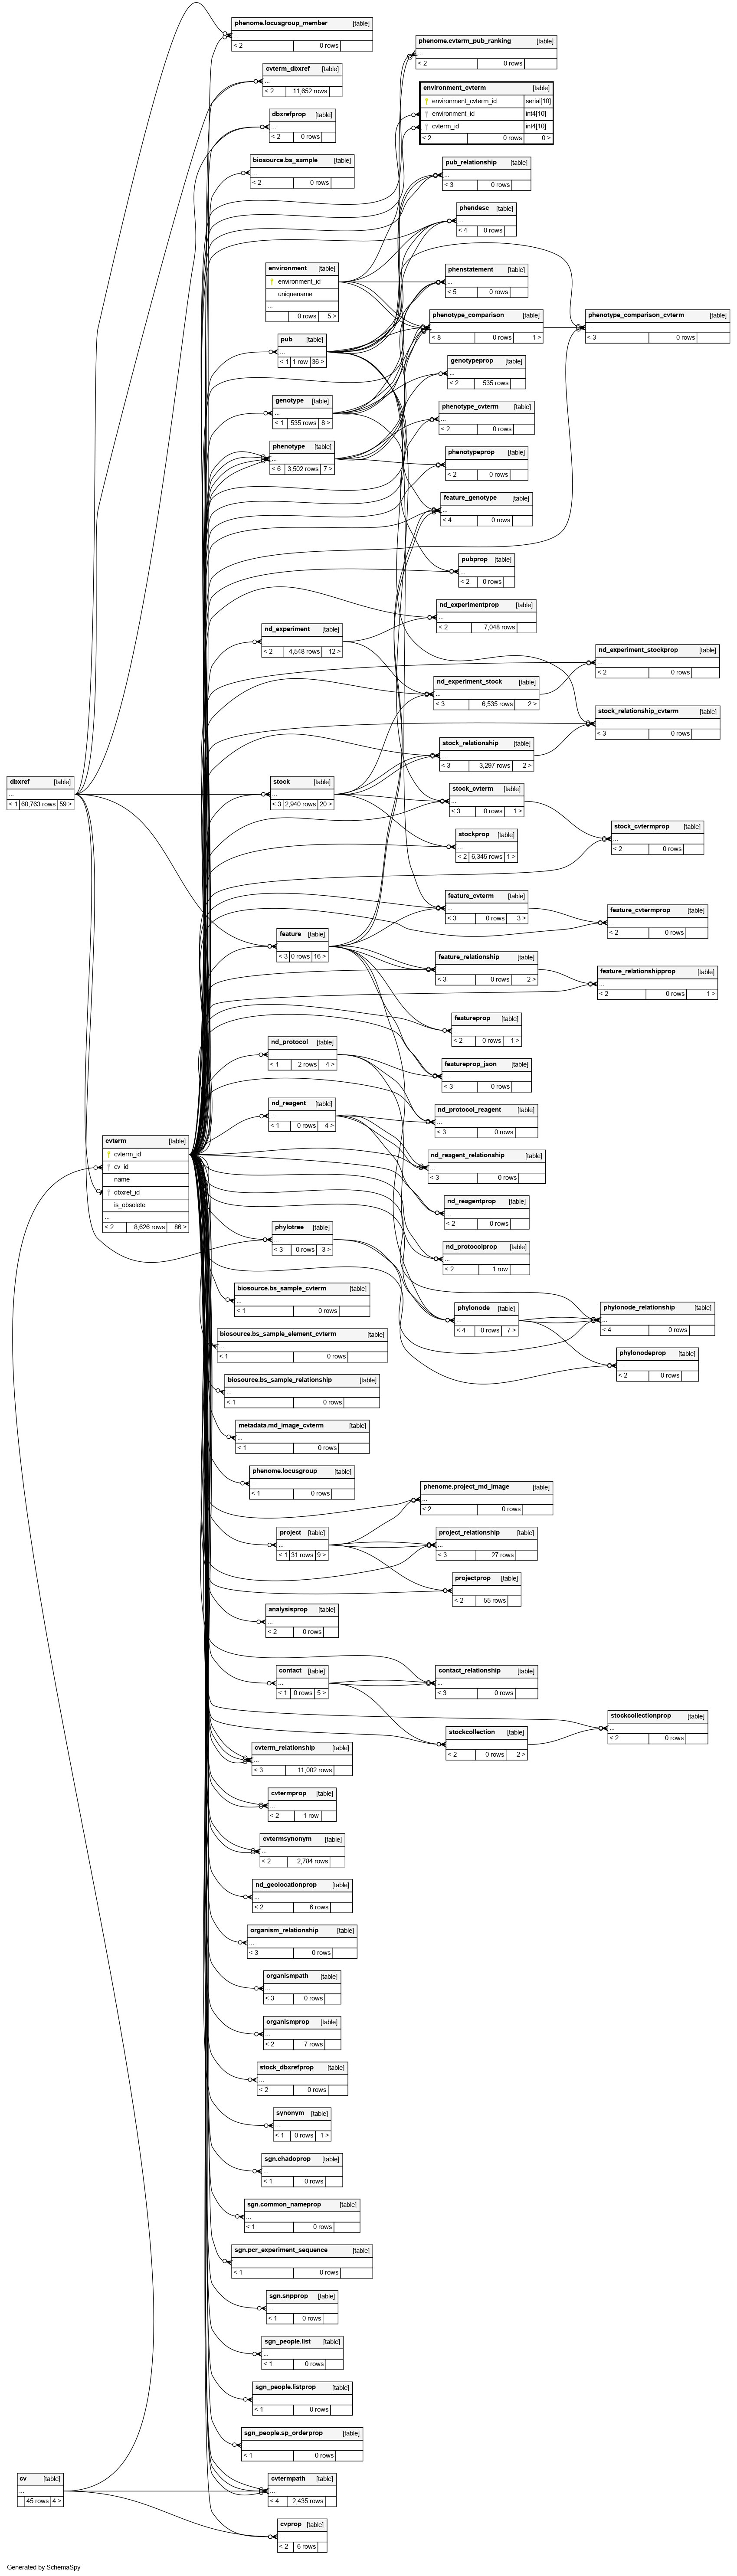 phenome.locusgroup_member [table]
...
< 2 0 rows
phenome.cvterm_pub_ranking [table]
...
< 2 0 rows
cvterm_dbxref [table]
...
< 2 11,652 rows
environment_cvterm [table]
environment_cvterm_id serial[10]
environment_id int4[10]
cvterm_id int4[10]
< 2 0 rows 0 >
dbxrefprop [table]
...
< 2 0 rows
biosource.bs_sample [table]
...
< 2 0 rows
pub_relationship [table]
...
< 3 0 rows
phendesc [table]
...
< 4 0 rows
environment [table]
environment_id
uniquename
...
0 rows 5 >
phenstatement [table]
...
< 5 0 rows
phenotype_comparison [table]
...
< 8 0 rows 1 >
phenotype_comparison_cvterm [table]
...
< 3 0 rows
pub [table]
...
< 1 1 row 36 >
genotypeprop [table]
...
< 2 535 rows
genotype [table]
...
< 1 535 rows 8 >
phenotype_cvterm [table]
...
< 2 0 rows
phenotype [table]
...
< 6 3,502 rows 7 >
phenotypeprop [table]
...
< 2 0 rows
feature_genotype [table]
...
< 4 0 rows
pubprop [table]
...
< 2 0 rows
nd_experimentprop [table]
...
< 2 7,048 rows
nd_experiment [table]
...
< 2 4,548 rows 12 >
nd_experiment_stockprop [table]
...
< 2 0 rows
nd_experiment_stock [table]
...
< 3 6,535 rows 2 >
stock_relationship_cvterm [table]
...
< 3 0 rows
stock_relationship [table]
...
< 3 3,297 rows 2 >
dbxref [table]
...
< 1 60,763 rows 59 >
stock [table]
...
< 3 2,940 rows 20 >
stock_cvterm [table]
...
< 3 0 rows 1 >
stock_cvtermprop [table]
...
< 2 0 rows
stockprop [table]
...
< 2 6,345 rows 1 >
feature_cvterm [table]
...
< 3 0 rows 3 >
feature_cvtermprop [table]
...
< 2 0 rows
feature [table]
...
< 3 0 rows 16 >
feature_relationship [table]
...
< 3 0 rows 2 >
feature_relationshipprop [table]
...
< 2 0 rows 1 >
featureprop [table]
...
< 2 0 rows 1 >
nd_protocol [table]
...
< 1 2 rows 4 >
featureprop_json [table]
...
< 3 0 rows
nd_reagent [table]
...
< 1 0 rows 4 >
nd_protocol_reagent [table]
...
< 3 0 rows
cvterm [table]
cvterm_id
cv_id
name
dbxref_id
is_obsolete
...
< 2 8,626 rows 86 >
nd_reagent_relationship [table]
...
< 3 0 rows
nd_reagentprop [table]
...
< 2 0 rows
phylotree [table]
...
< 3 0 rows 3 >
nd_protocolprop [table]
...
< 2 1 row
biosource.bs_sample_cvterm [table]
...
< 1 0 rows
phylonode [table]
...
< 4 0 rows 7 >
phylonode_relationship [table]
...
< 4 0 rows
biosource.bs_sample_element_cvterm [table]
...
< 1 0 rows
phylonodeprop [table]
...
< 2 0 rows
biosource.bs_sample_relationship [table]
...
< 1 0 rows
metadata.md_image_cvterm [table]
...
< 1 0 rows
phenome.locusgroup [table]
...
< 1 0 rows
phenome.project_md_image [table]
...
< 2 0 rows
project [table]
...
< 1 31 rows 9 >
project_relationship [table]
...
< 3 27 rows
projectprop [table]
...
< 2 55 rows
analysisprop [table]
...
< 2 0 rows
contact [table]
...
< 1 0 rows 5 >
contact_relationship [table]
...
< 3 0 rows
stockcollectionprop [table]
...
< 2 0 rows
stockcollection [table]
...
< 2 0 rows 2 >
cvterm_relationship [table]
...
< 3 11,002 rows
cvtermprop [table]
...
< 2 1 row
cvtermsynonym [table]
...
< 2 2,784 rows
nd_geolocationprop [table]
...
< 2 6 rows
organism_relationship [table]
...
< 3 0 rows
organismpath [table]
...
< 3 0 rows
organismprop [table]
...
< 2 7 rows
stock_dbxrefprop [table]
...
< 2 0 rows
synonym [table]
...
< 1 0 rows 1 >
sgn.chadoprop [table]
...
< 1 0 rows
sgn.common_nameprop [table]
...
< 1 0 rows
sgn.pcr_experiment_sequence [table]
...
< 1 0 rows
sgn.snpprop [table]
...
< 1 0 rows
sgn_people.list [table]
...
< 1 0 rows
sgn_people.listprop [table]
...
< 1 0 rows
sgn_people.sp_orderprop [table]
...
< 1 0 rows
cv [table]
...
45 rows 4 >
cvtermpath [table]
...
< 4 2,435 rows
cvprop [table]
...
< 2 6 rows
Generated by SchemaSpy